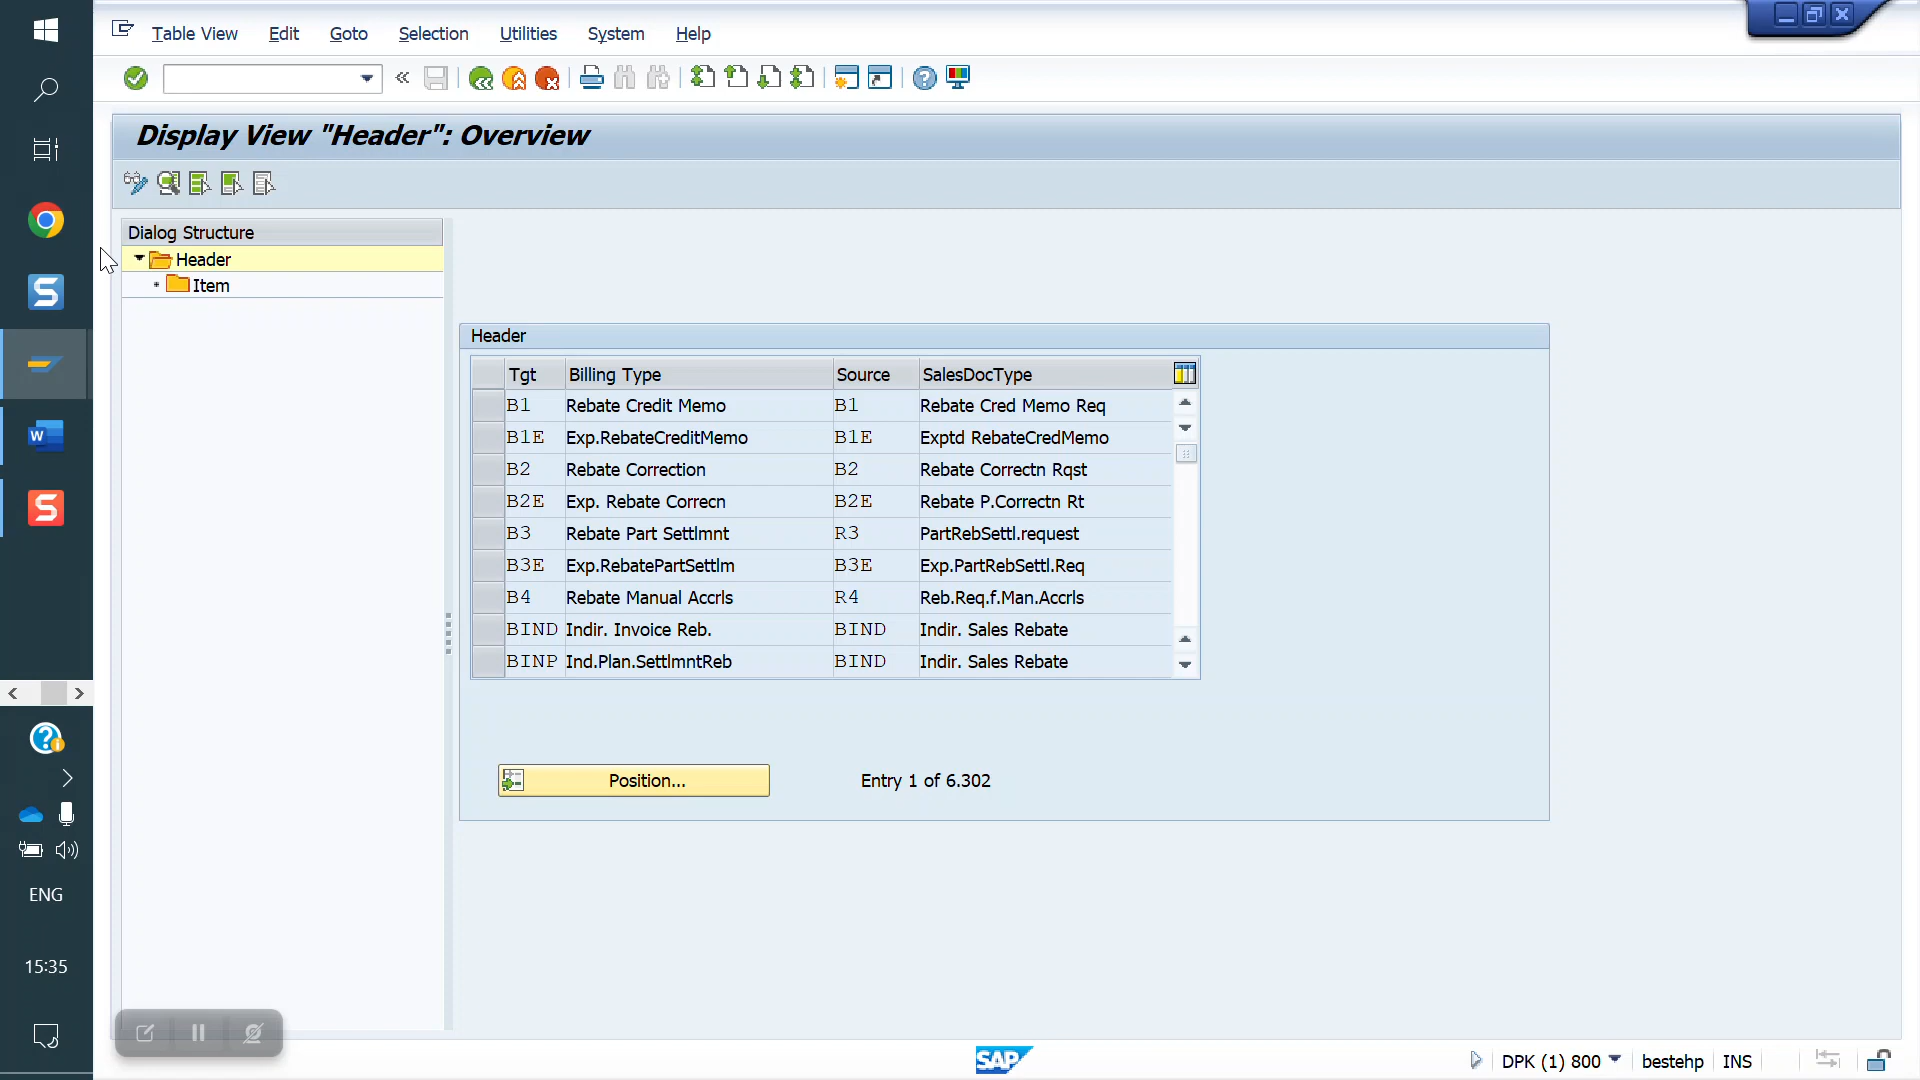 Table View Edit Goto Selection Utilities System Help
Display View "Header": Overview
Dialog Structure
Header
Item
Header
Tgt Billing Type Source SalesDocType
B1 Rebate Credit Memo B1 Rebate Cred Memo Req
B1E Exp.RebateCreditMemo B1E Exptd RebateCredMemo
B2 Rebate Correction B2 Rebate Correctn Rqst
B2E Exp. Rebate Correcn B2E Rebate P.Correctn Rt
B3 Rebate Part Settlmnt R3 PartRebSettl.request
B3E Exp.RebatePartSettlm B3E Exp.PartRebSettl.Req
B4 Rebate Manual Accrls R4 Reb.Req.f.Man.Accrls
BIND Indir. Invoice Reb. BIND Indir. Sales Rebate
BINP Ind.Plan.SettlmntReb BIND Indir. Sales Rebate
Position... Entry 1 of 6.302
ENG
15:35
SAP DPK (1) 800 bestehp INS